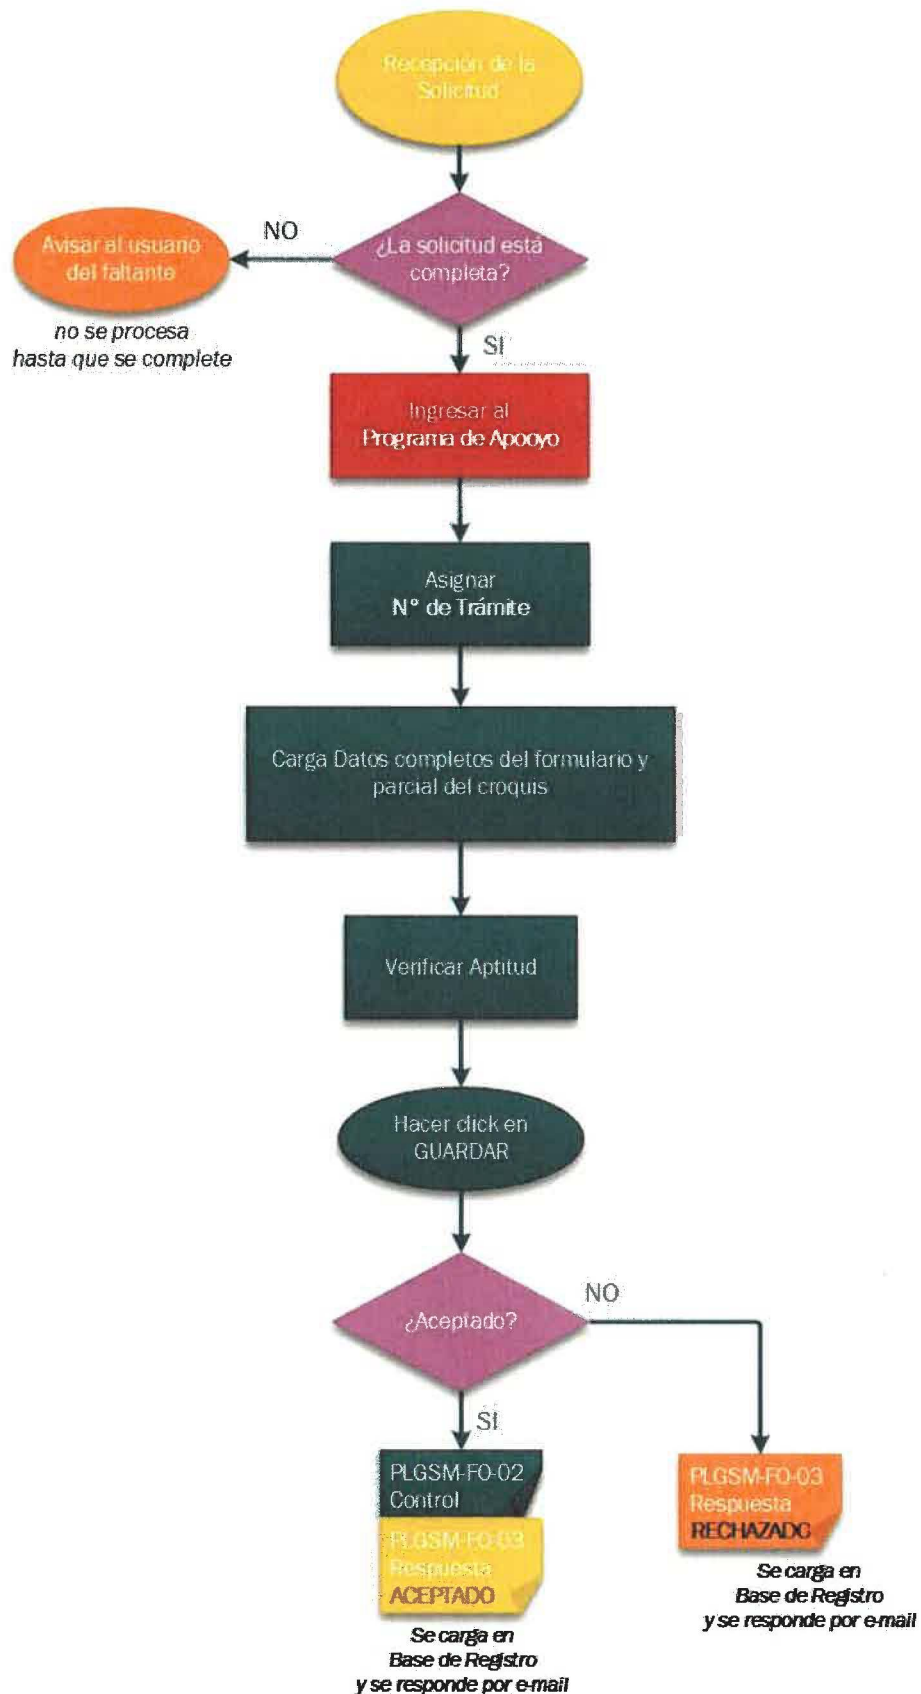 Recepción de la
Solicitud
¿La solicitud está
completa?
NO
Avisar al usuario
del faltante
no se procesa
hasta que se complete
SI
Ingresar al
Programa de Apooyo
Asignar
N° de Trámite
Carga Datos completos del formulario y
parcial del croquis
Verificar Aptitud
Hacer click en
GUARDAR
¿Aceptado?
NO
SI
PLGSM-FO-02
Control
PLGSM-FO-03
Respuesta
ACEPTADO
Se carga en
Base de Registro
y se responde por e-mail
PLGSM-FO-03
Respuesta
RECHAZADO
Se carga en
Base de Registro
y se responde por e-mail